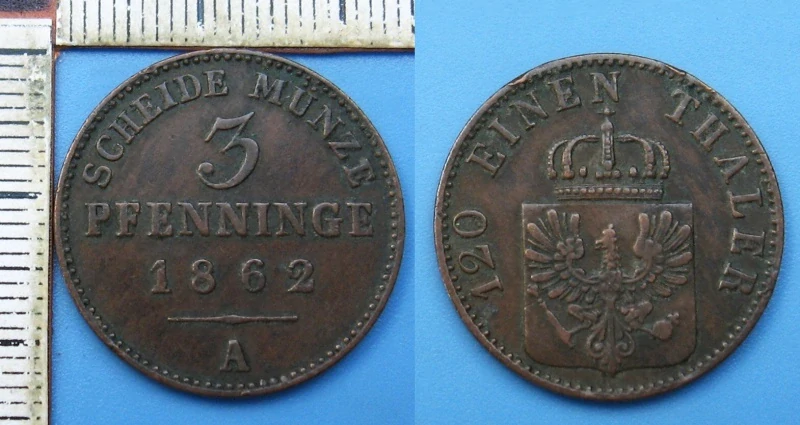 SCHEIDE MUNZE
3
PFENNINGE
1862
A
120 EINEN THALER